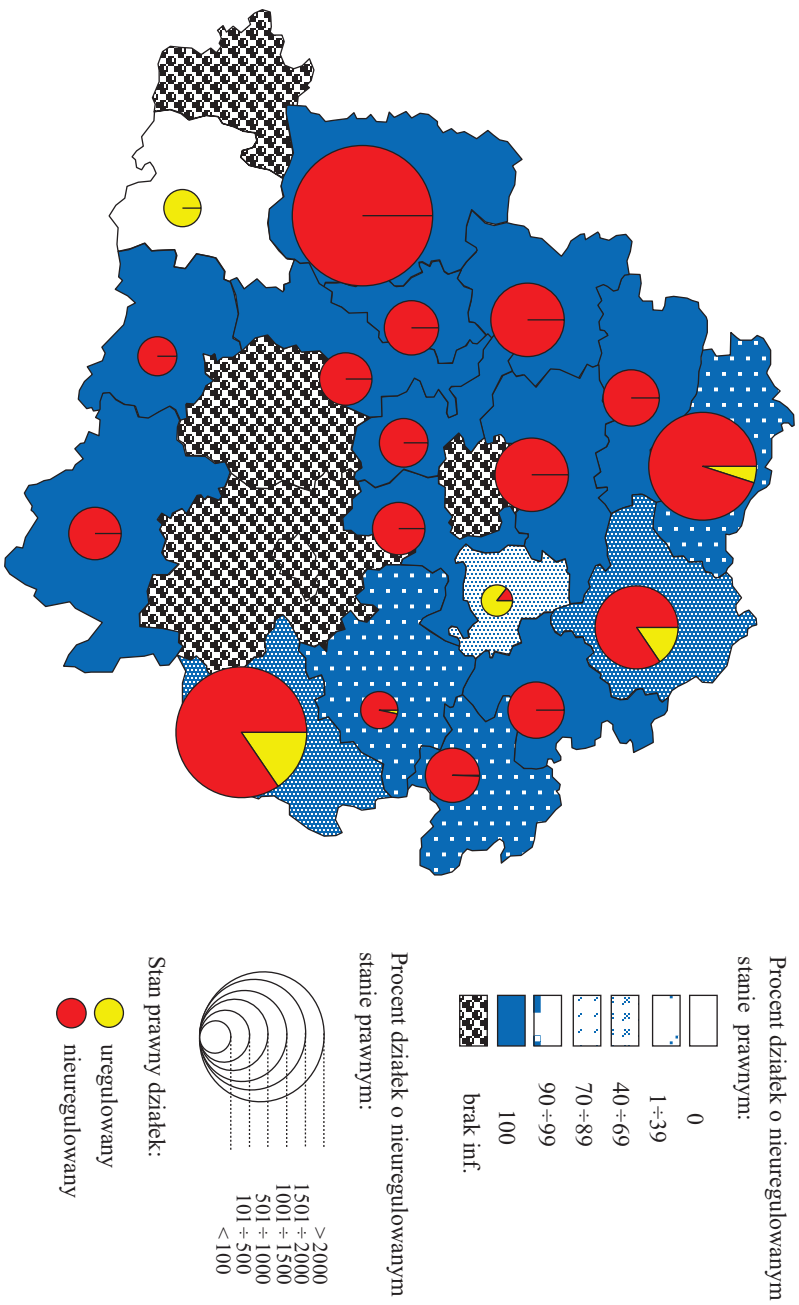 Procent działek o nieuregulowanym
stanie prawnym:
0
1÷39
40÷69
70÷89
90÷99
100
brak inf.
Procent działek o nieuregulowanym
stanie prawnym:
> 2000
1501 ÷ 2000
1001 ÷ 1500
501 ÷ 1000
101 ÷ 500
< 100
Stan prawny działek:
uregulowany
nieuregulowany